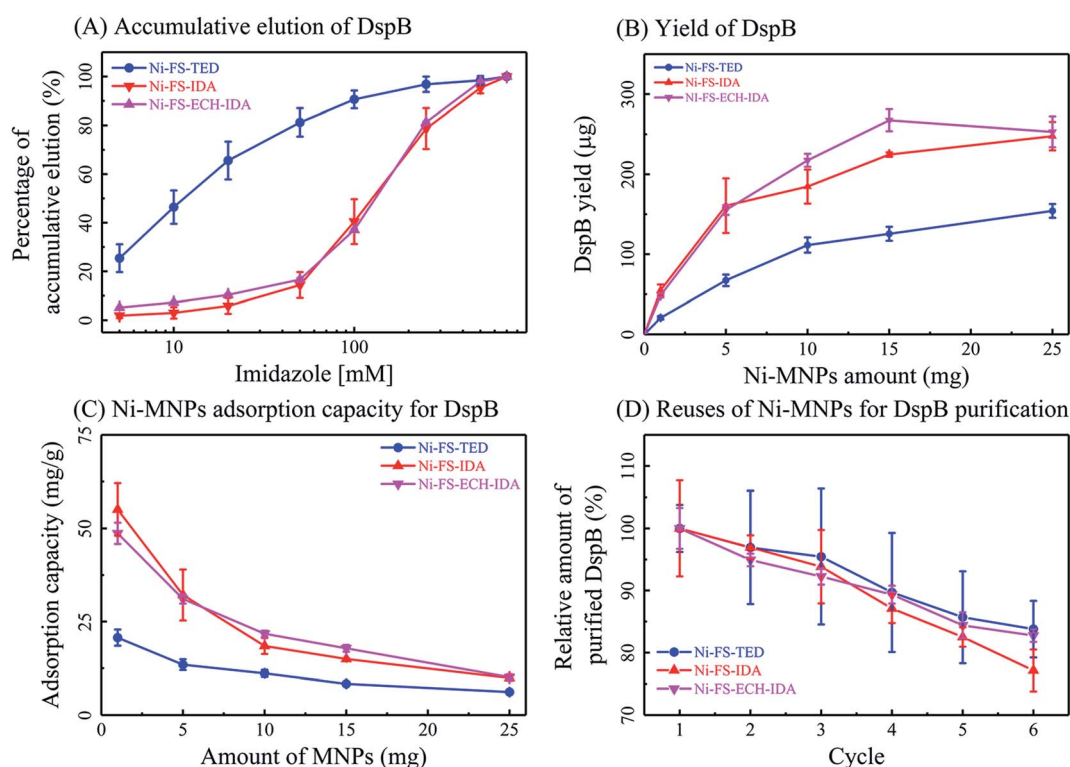 (A) Accumulative elution of DspB
Ni-FS-TED
Ni-FS-IDA
Ni-FS-ECH-IDA
Percentage of
accumulative elution (%)
100
80
60
40
20
0
10
100
Imidazole [mM]
(B) Yield of DspB
Ni-FS-TED
Ni-FS-IDA
NI-FS-ECH-IDA
DspB yield (µg)
300
200
100
0
0
5
10
15
20
25
Ni-MNPs amount (mg)
(C) Ni-MNPs adsorption capacity for DspB
Ni-FS-TED
Ni-FS-IDA
Ni-FS-ECH-IDA
Adsorption capacity (mg/g)
75
50
25
0
0
5
10
15
20
25
Amount of MNPs (mg)
(D) Reuses of Ni-MNPs for DspB purification
Relative amount of
purified DspB (%)
110
100
90
80
70
Ni-FS-TED
Ni-FS-IDA
Ni-FS-ECH-IDA
1
2
3
4
5
6
Cycle